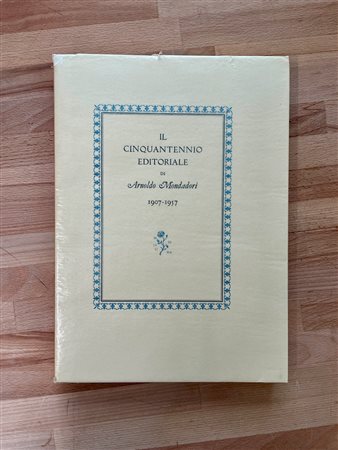 IL
CINQUANTENNIO
EDITORIALE
DI
Arnoldo Mondadori
1907-1957